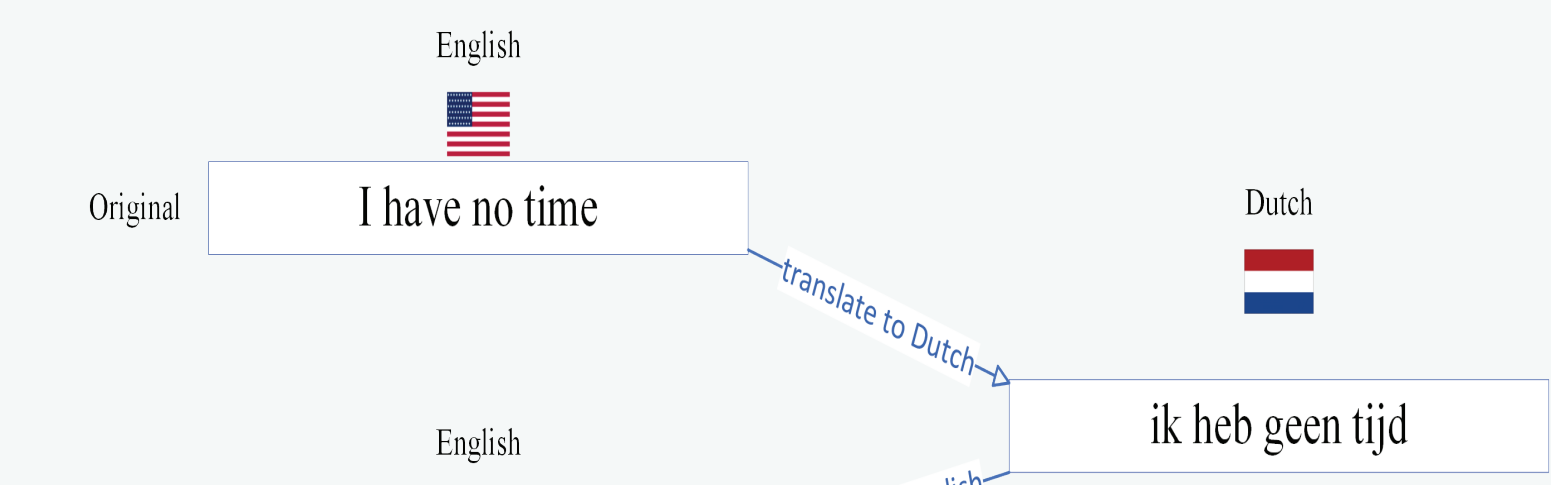 English
Original
I have no time
Dutch
translate to Dutch
ik heb geen tijd
English